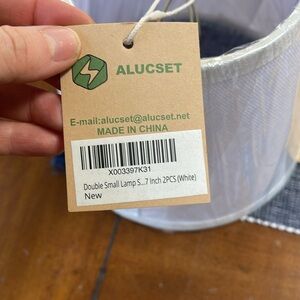 ALUCSET
E-mail:alucset@alucset.net
MADE IN CHINA
X003397K31
Double Small Lamp S...7 Inch 2PCS (White)
New